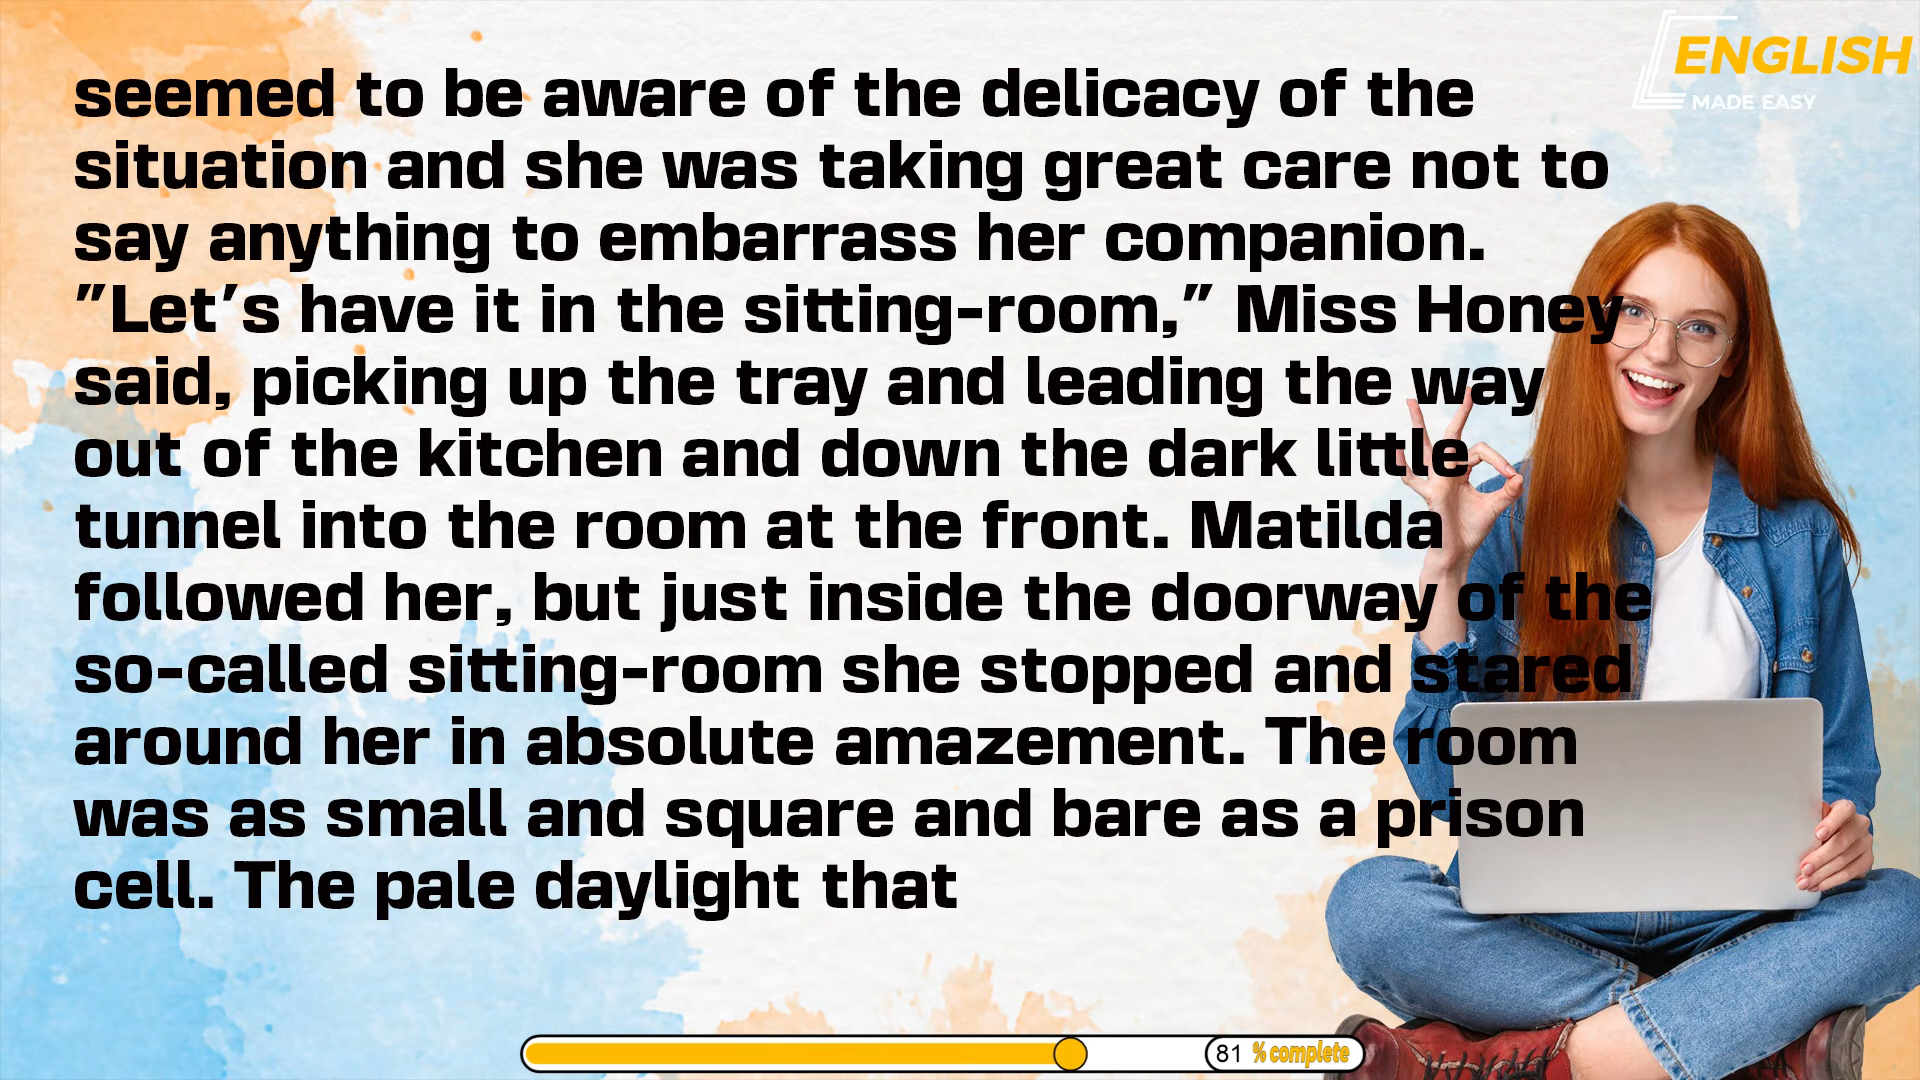 ENGLISH
MADE EASY
seemed to be aware of the delicacy of the
situation and she was taking great care not to
say anything to embarrass her companion.
"Let's have it in the sitting-room," Miss Honey
said, picking up the tray and leading the way
out of the kitchen and down the dark little
tunnel into the room at the front. Matilda
followed her, but just inside the doorway of the
so-called sitting-room she stopped and stared
around her in absolute amazement. The room
was as small and square and bare as a prison
cell. The pale daylight that
81 % complete